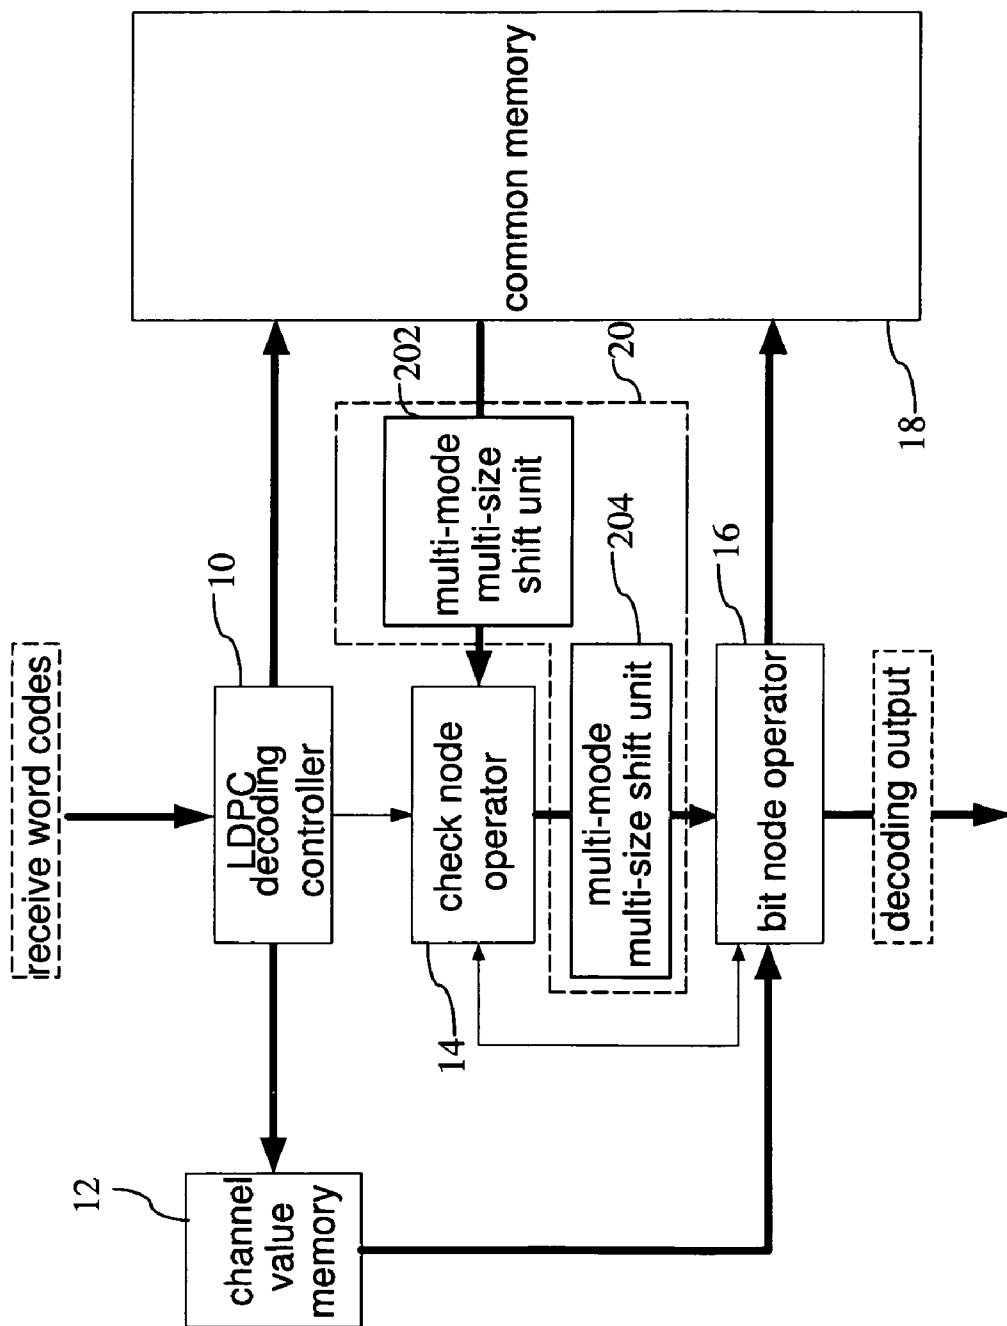 receive word codes
10
LDPC
decoding
controller
12
channel
value
memory
common memory
18
202
multi-mode
multi-size
shift unit
20
14
check node
operator
204
multi-mode
multi-size shift unit
16
bit node operator
decoding output